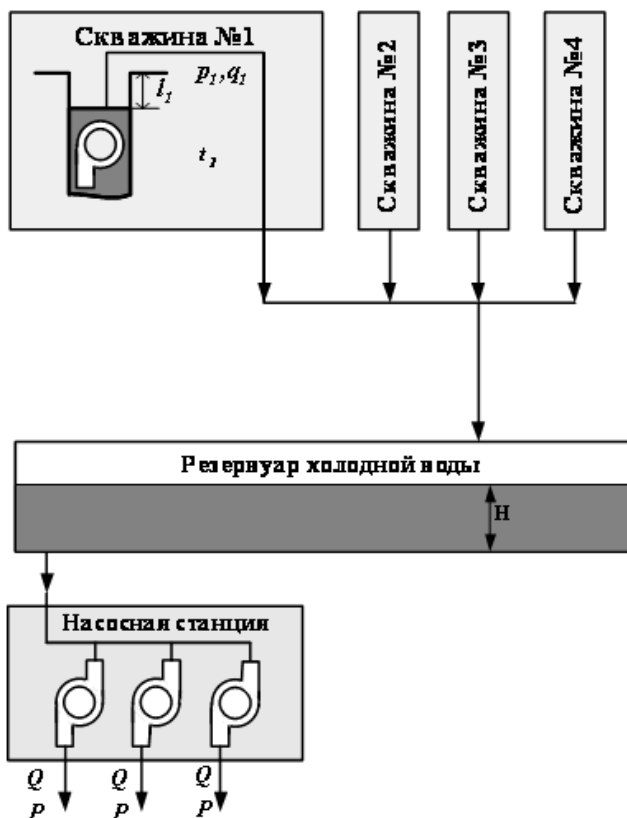 Скважина №1
p₁,q₁
l₁
t₁
Скважина №2
Скважина №3
Скважина №4
Резервуар холодной воды
H
Насосная станция
Q Q Q
P P P